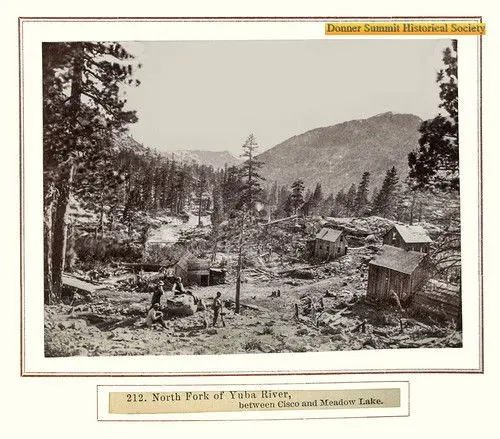 Donner Summit Historical Society
212. North Fork of Yuba River,
between Cisco and Meadow Lake.